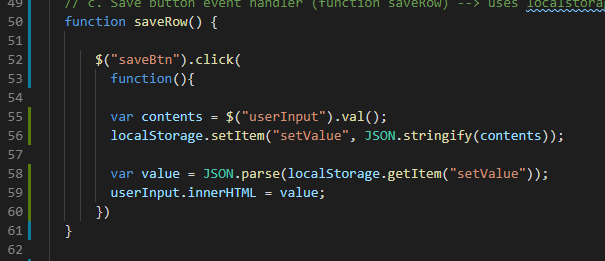 49 // c. Save button event handler (function saveRow) --> uses localstorag
50 function saveRow() {
51
52 $("saveBtn").click(
53 function(){
54
55 var contents = $("userInput").val();
56 localStorage.setItem("setValue", JSON.stringify(contents));
57
58 var value = JSON.parse(localStorage.getItem("setValue"));
59 userInput.innerHTML = value;
60 })
61 }
62